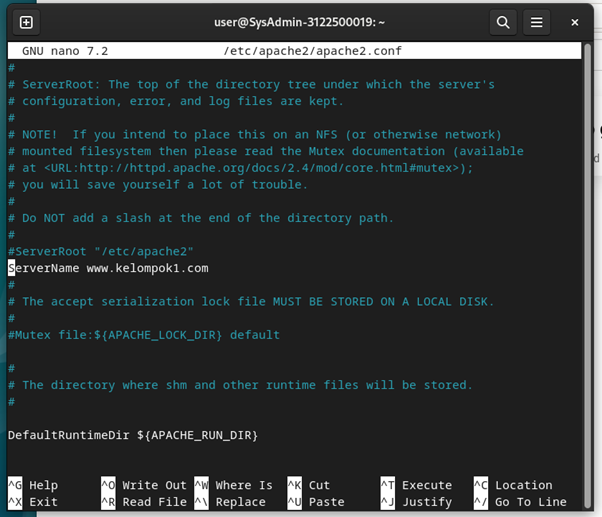 user@SysAdmin-3122500019: ~
GNU nano 7.2 /etc/apache2/apache2.conf
#
# ServerRoot: The top of the directory tree under which the server's
# configuration, error, and log files are kept.
#
# NOTE!  If you intend to place this on an NFS (or otherwise network)
# mounted filesystem then please read the Mutex documentation (available
# at <URL:http://httpd.apache.org/docs/2.4/mod/core.html#mutex>);
# you will save yourself a lot of trouble.
#
# Do NOT add a slash at the end of the directory path.
#
#ServerRoot "/etc/apache2"
ServerName www.kelompok1.com
#
# The accept serialization lock file MUST BE STORED ON A LOCAL DISK.
#
#Mutex file:${APACHE_LOCK_DIR} default
#
# The directory where shm and other runtime files will be stored.
#
DefaultRuntimeDir ${APACHE_RUN_DIR}
^G Help ^O Write Out ^W Where Is ^K Cut ^T Execute ^C Location
^X Exit ^R Read File ^\ Replace ^U Paste ^J Justify ^/ Go To Line